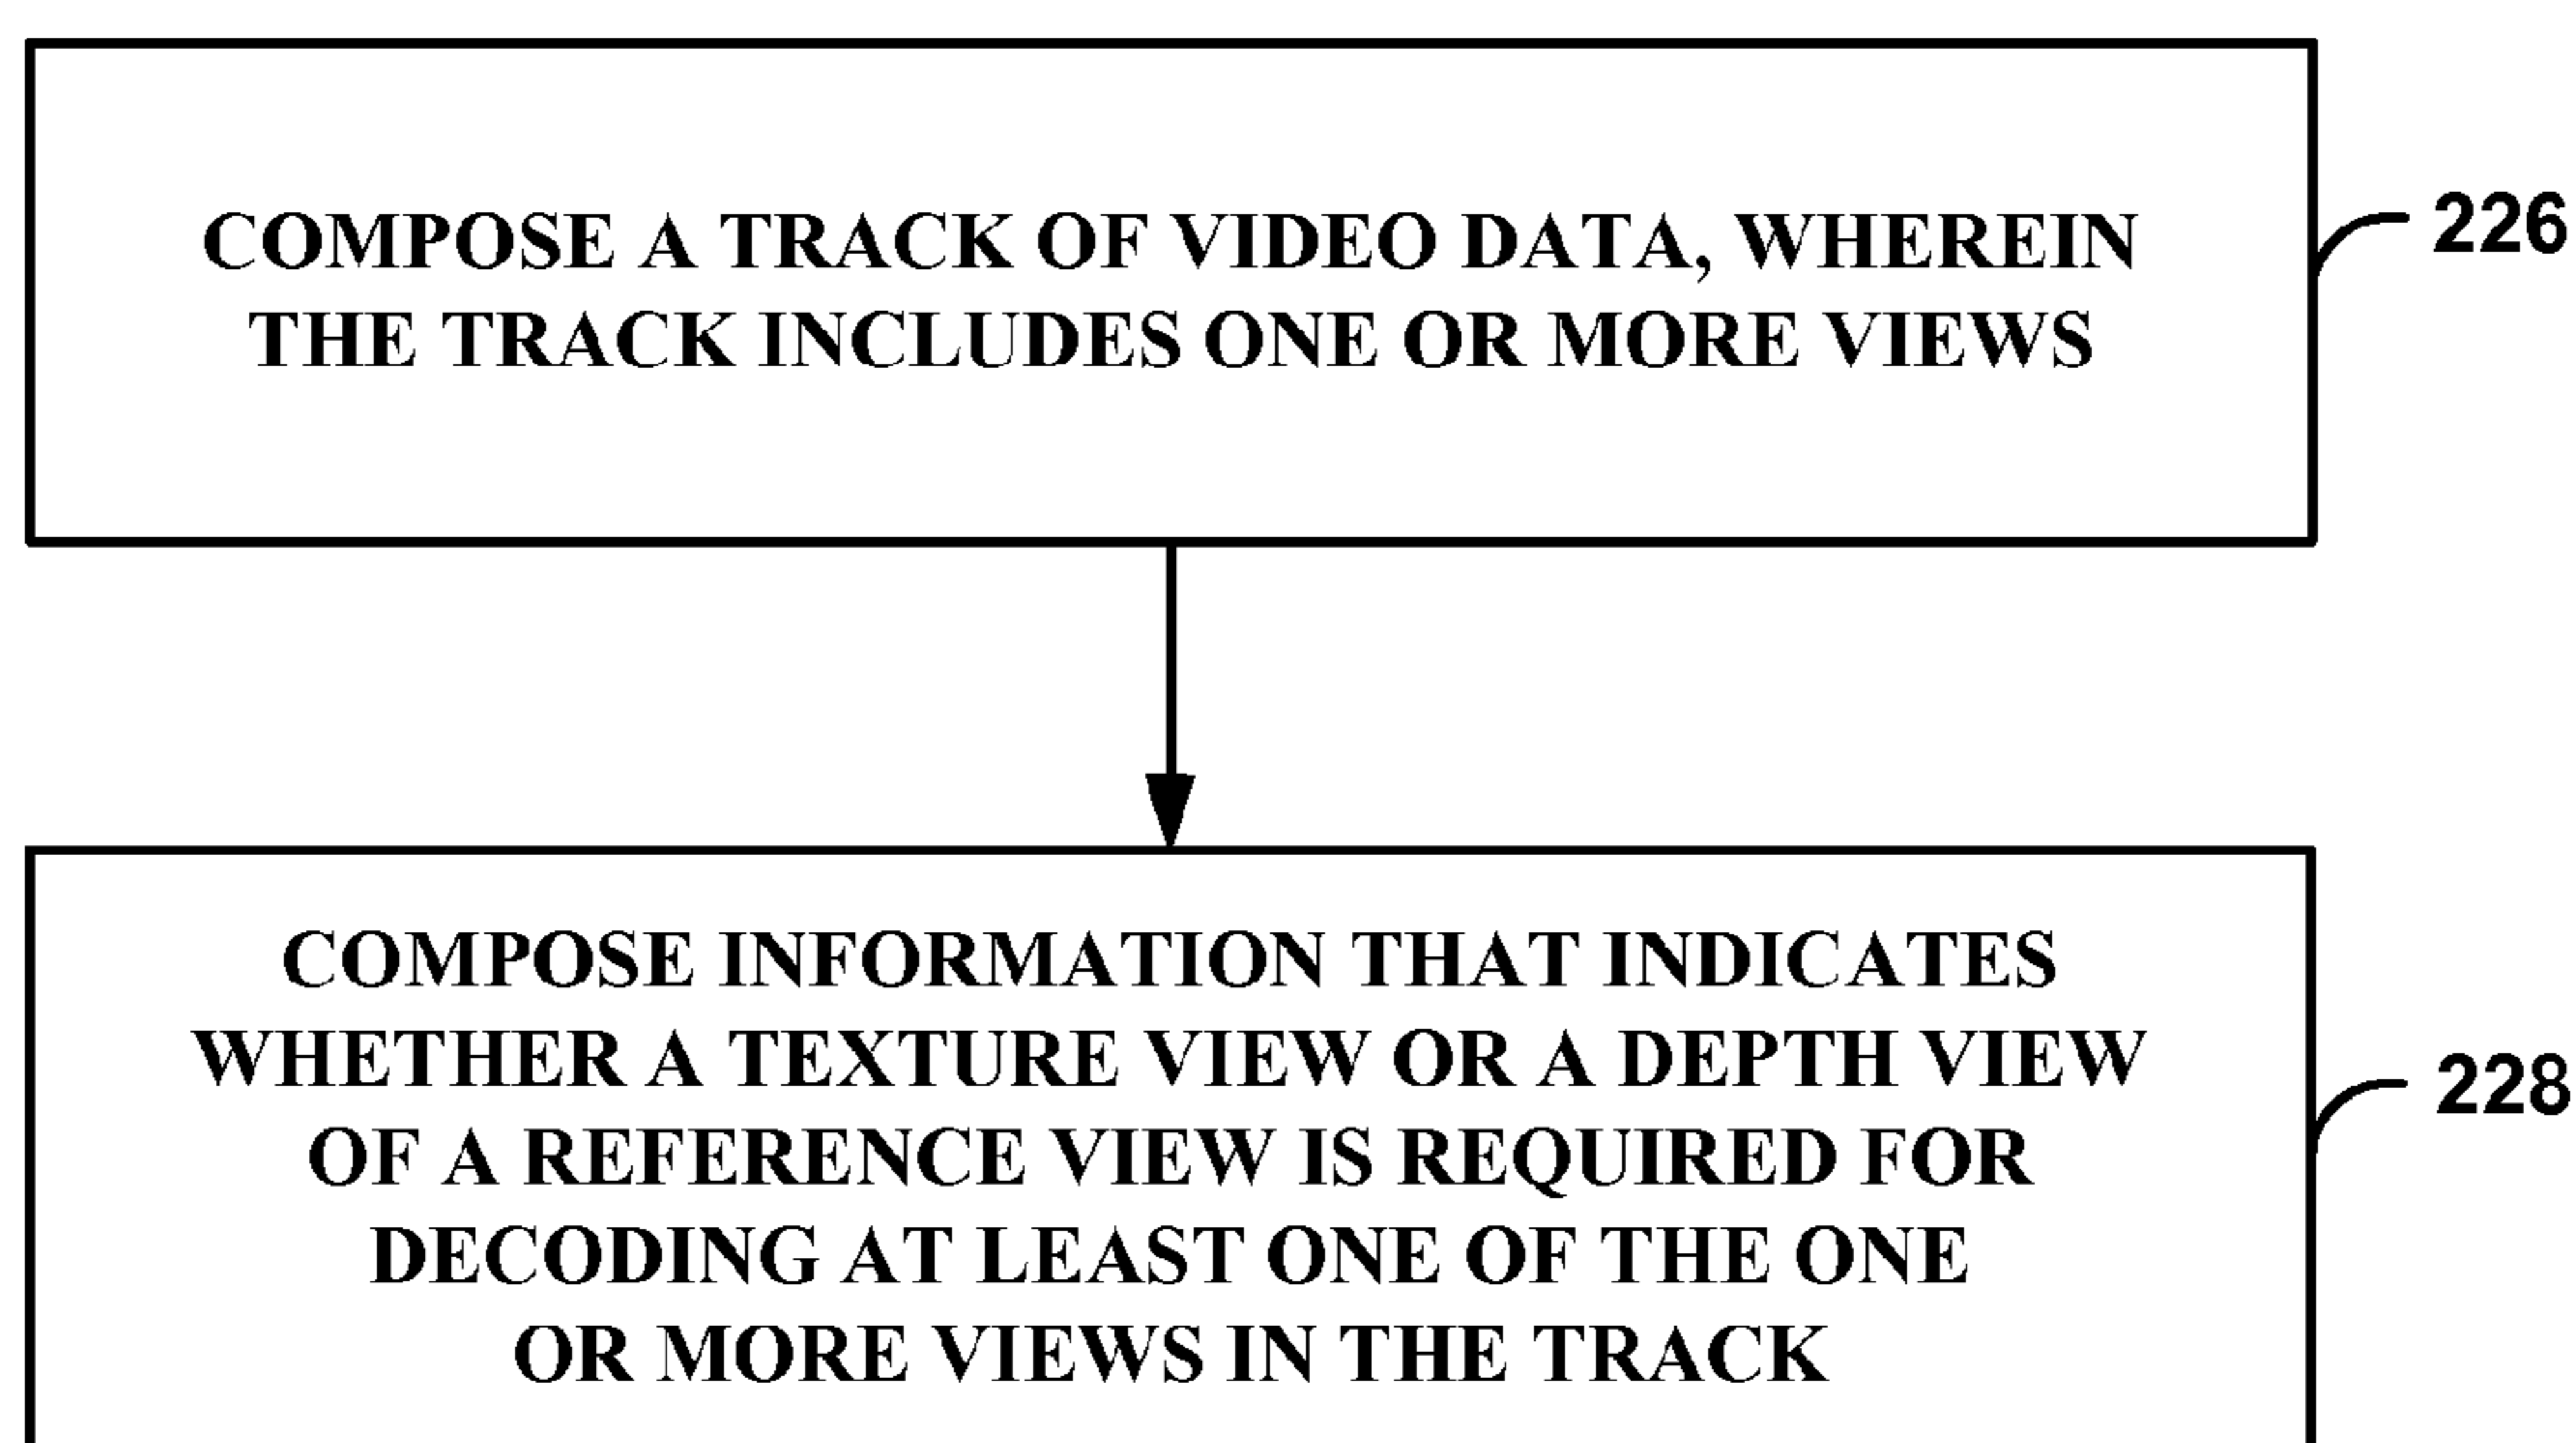 COMPOSE A TRACK OF VIDEO DATA, WHEREIN
THE TRACK INCLUDES ONE OR MORE VIEWS
226
COMPOSE INFORMATION THAT INDICATES
WHETHER A TEXTURE VIEW OR A DEPTH VIEW
OF A REFERENCE VIEW IS REQUIRED FOR
DECODING AT LEAST ONE OF THE ONE
OR MORE VIEWS IN THE TRACK
228